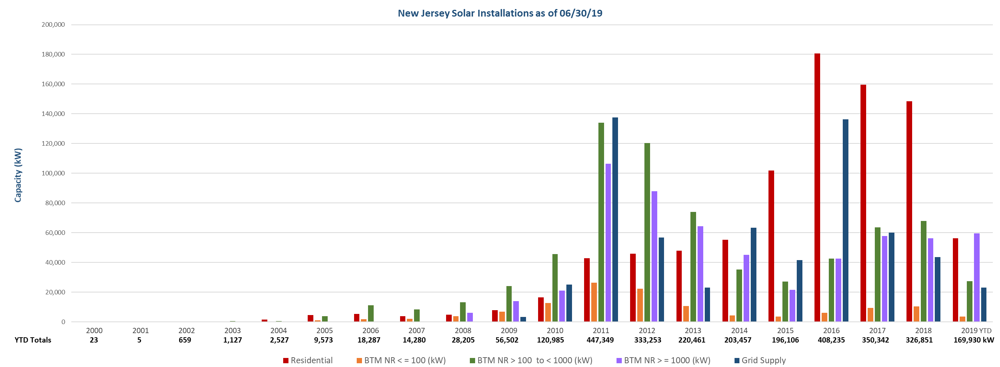 New Jersey Solar Installations as of 06/30/19
200,000
180,000
160,000
140,000
120,000
100,000
80,000
60,000
40,000
20,000
0
Capacity (kW)
2000 2001 2002 2003 2004 2005 2006 2007 2008 2009 2010 2011 2012 2013 2014 2015 2016 2017 2018 2019 YTD
YTD Totals 23 5 659 1,127 2,527 9,573 18,287 14,280 28,205 56,502 120,985 447,349 333,253 220,461 203,457 196,106 408,235 350,342 326,851 169,930 kW
Residential BTM NR < = 100 (kW) BTM NR > 100 to < 1000 (kW) BTM NR > = 1000 (kW) Grid Supply